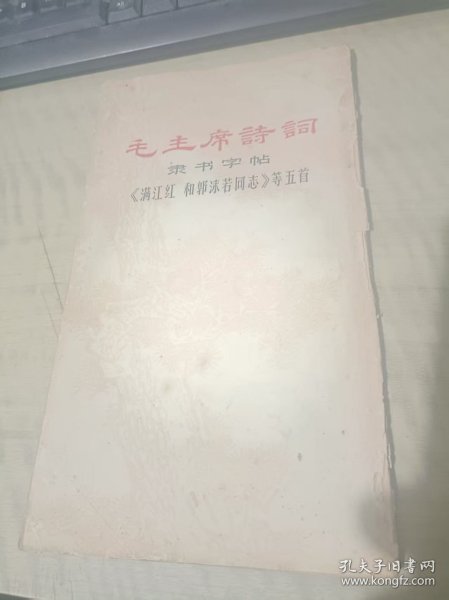 毛主席詩詞
隶书字帖
《满江红 和郭沫若同志》等五首
孔夫子旧书网
www.kongfz.com